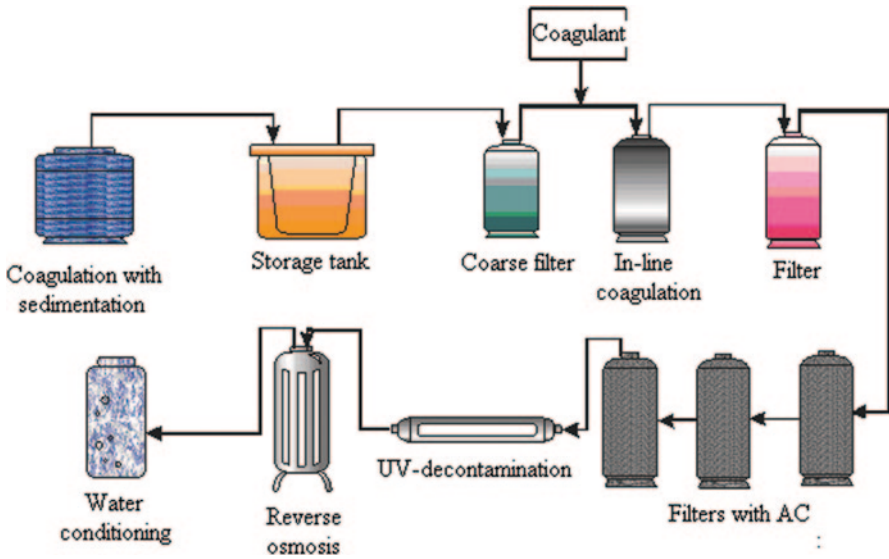 Coagulant
Coagulation with
sedimentation
Storage tank
Coarse filter
In-line
coagulation
Filter
Water
conditioning
Reverse
osmosis
UV-decontamination
Filters with AC
: